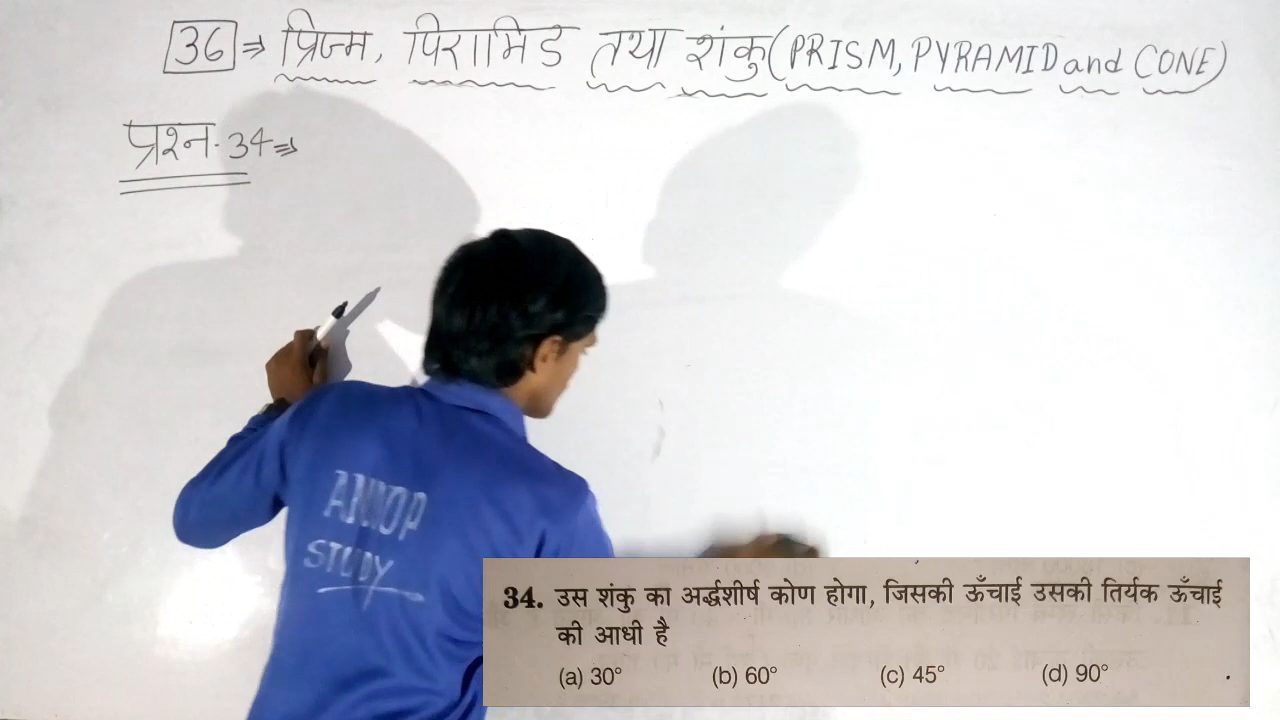 36 ⇒ प्रिज्म, पिरामिड तथा शंकु (PRISM, PYRAMID and CONE)
प्रश्न.34⇒
ANNOP
STUDY
34. उस शंकु का अर्द्धशीर्ष कोण होगा, जिसकी ऊँचाई उसकी तिर्यक ऊँचाई
की आधी है
(a) 30° (b) 60° (c) 45° (d) 90°